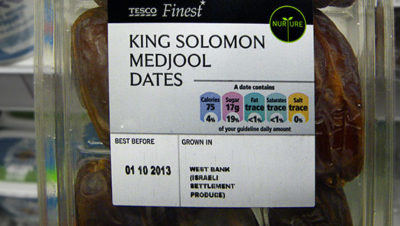 TESCO Finest*
NURTURE
KING SOLOMON
MEDJOOL
DATES
A date contains
Calories Sugar Fat Saturates Salt
75 17g trace trace trace
4% 19% <1% <1% 0%
of your guideline daily amount
BEST BEFORE GROWN IN
01 10 2013 WEST BANK
(ISRAELI
SETTLEMENT
PRODUCE)